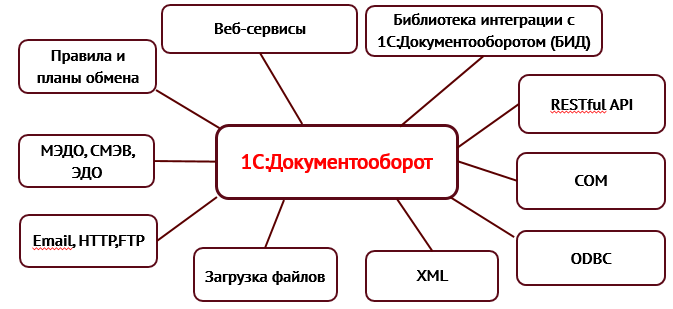 Веб-сервисы
Библиотека интеграции с
1С:Документооборотом (БИД)
Правила и
планы обмена
RESTful API
МЭДО, СМЭВ,
ЭДО
1С:Документооборот
COM
Email, HTTP,FTP
ODBC
Загрузка файлов
XML